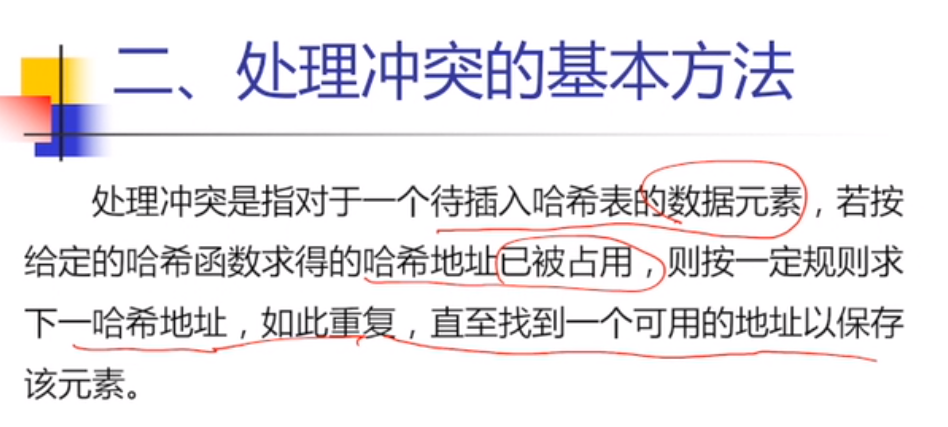 二、处理冲突的基本方法
处理冲突是指对于一个待插入哈希表的数据元素，若按
给定的哈希函数求得的哈希地址已被占用，则按一定规则求
下一哈希地址，如此重复，直至找到一个可用的地址以保存
该元素。